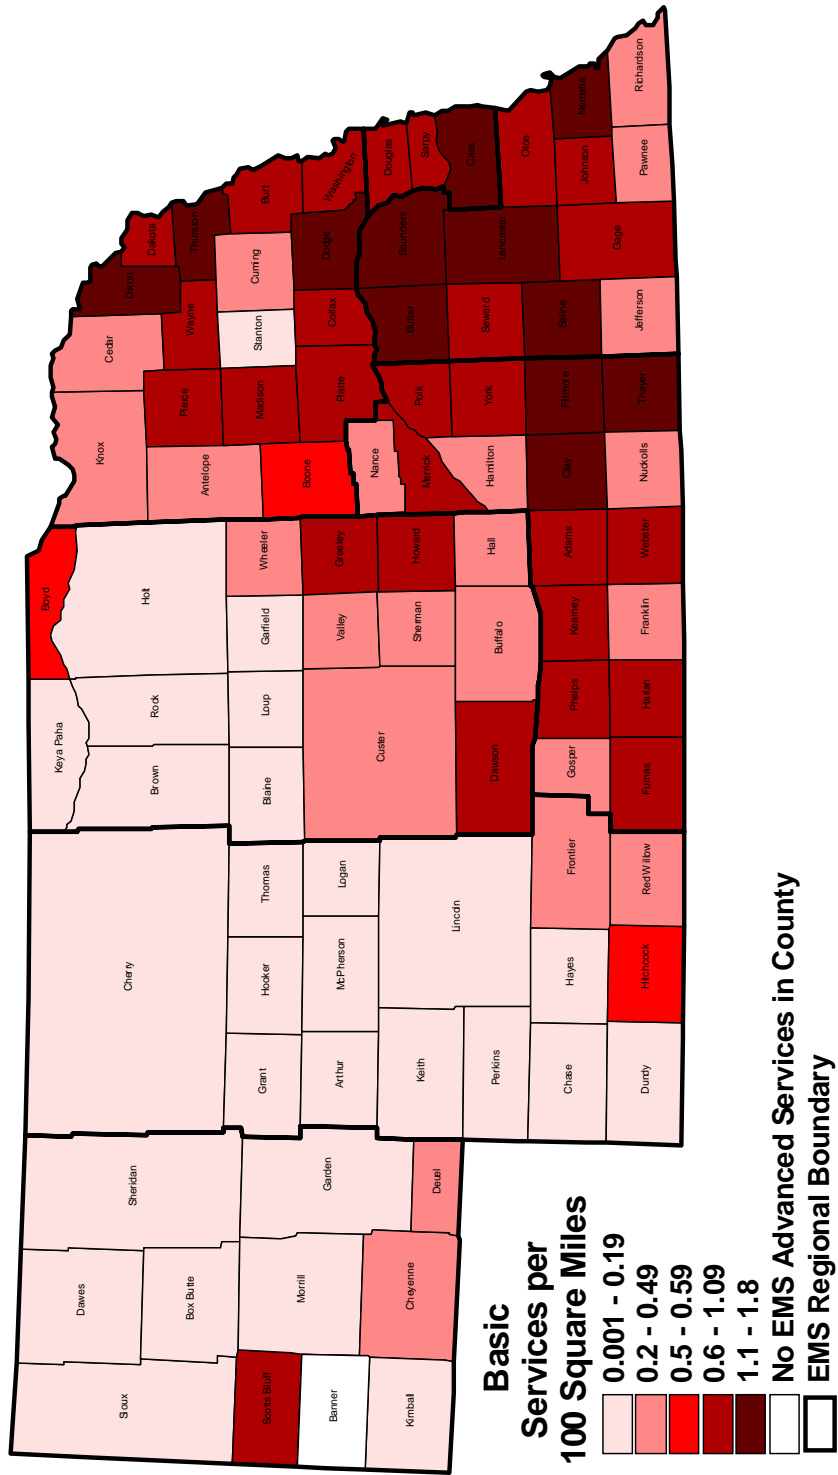 Sioux
Dawes
Sheridan
Box Butte
Scotts Bluff
Banner
Kimball
Morrill
Cheyenne
Garden
Deuel
Cherry
Grant
Hooker
Thomas
Arthur
McPherson
Logan
Keith
Perkins
Lincoln
Chase
Hayes
Frontier
Dundy
Hitchcock
Red Willow
Keya Paha
Boyd
Brown
Rock
Holt
Blaine
Loup
Garfield
Wheeler
Custer
Valley
Greeley
Sherman
Howard
Dawson
Buffalo
Hall
Gosper
Phelps
Kearney
Adams
Furnas
Harlan
Franklin
Webster
Knox
Cedar
Dixon
Dakota
Antelope
Pierce
Wayne
Thurston
Boone
Madison
Stanton
Cuming
Burt
Nance
Platte
Colfax
Dodge
Washington
Merrick
Polk
Butler
Saunders
Douglas
Sarpy
Hamilton
York
Seward
Lancaster
Cass
Clay
Fillmore
Saline
Otoe
Nuckolls
Thayer
Jefferson
Gage
Johnson
Nemaha
Pawnee
Richardson
Basic
Services per
100 Square Miles
0.001 - 0.19
0.2 - 0.49
0.5 - 0.59
0.6 - 1.09
1.1 - 1.8
No EMS Advanced Services in County
EMS Regional Boundary